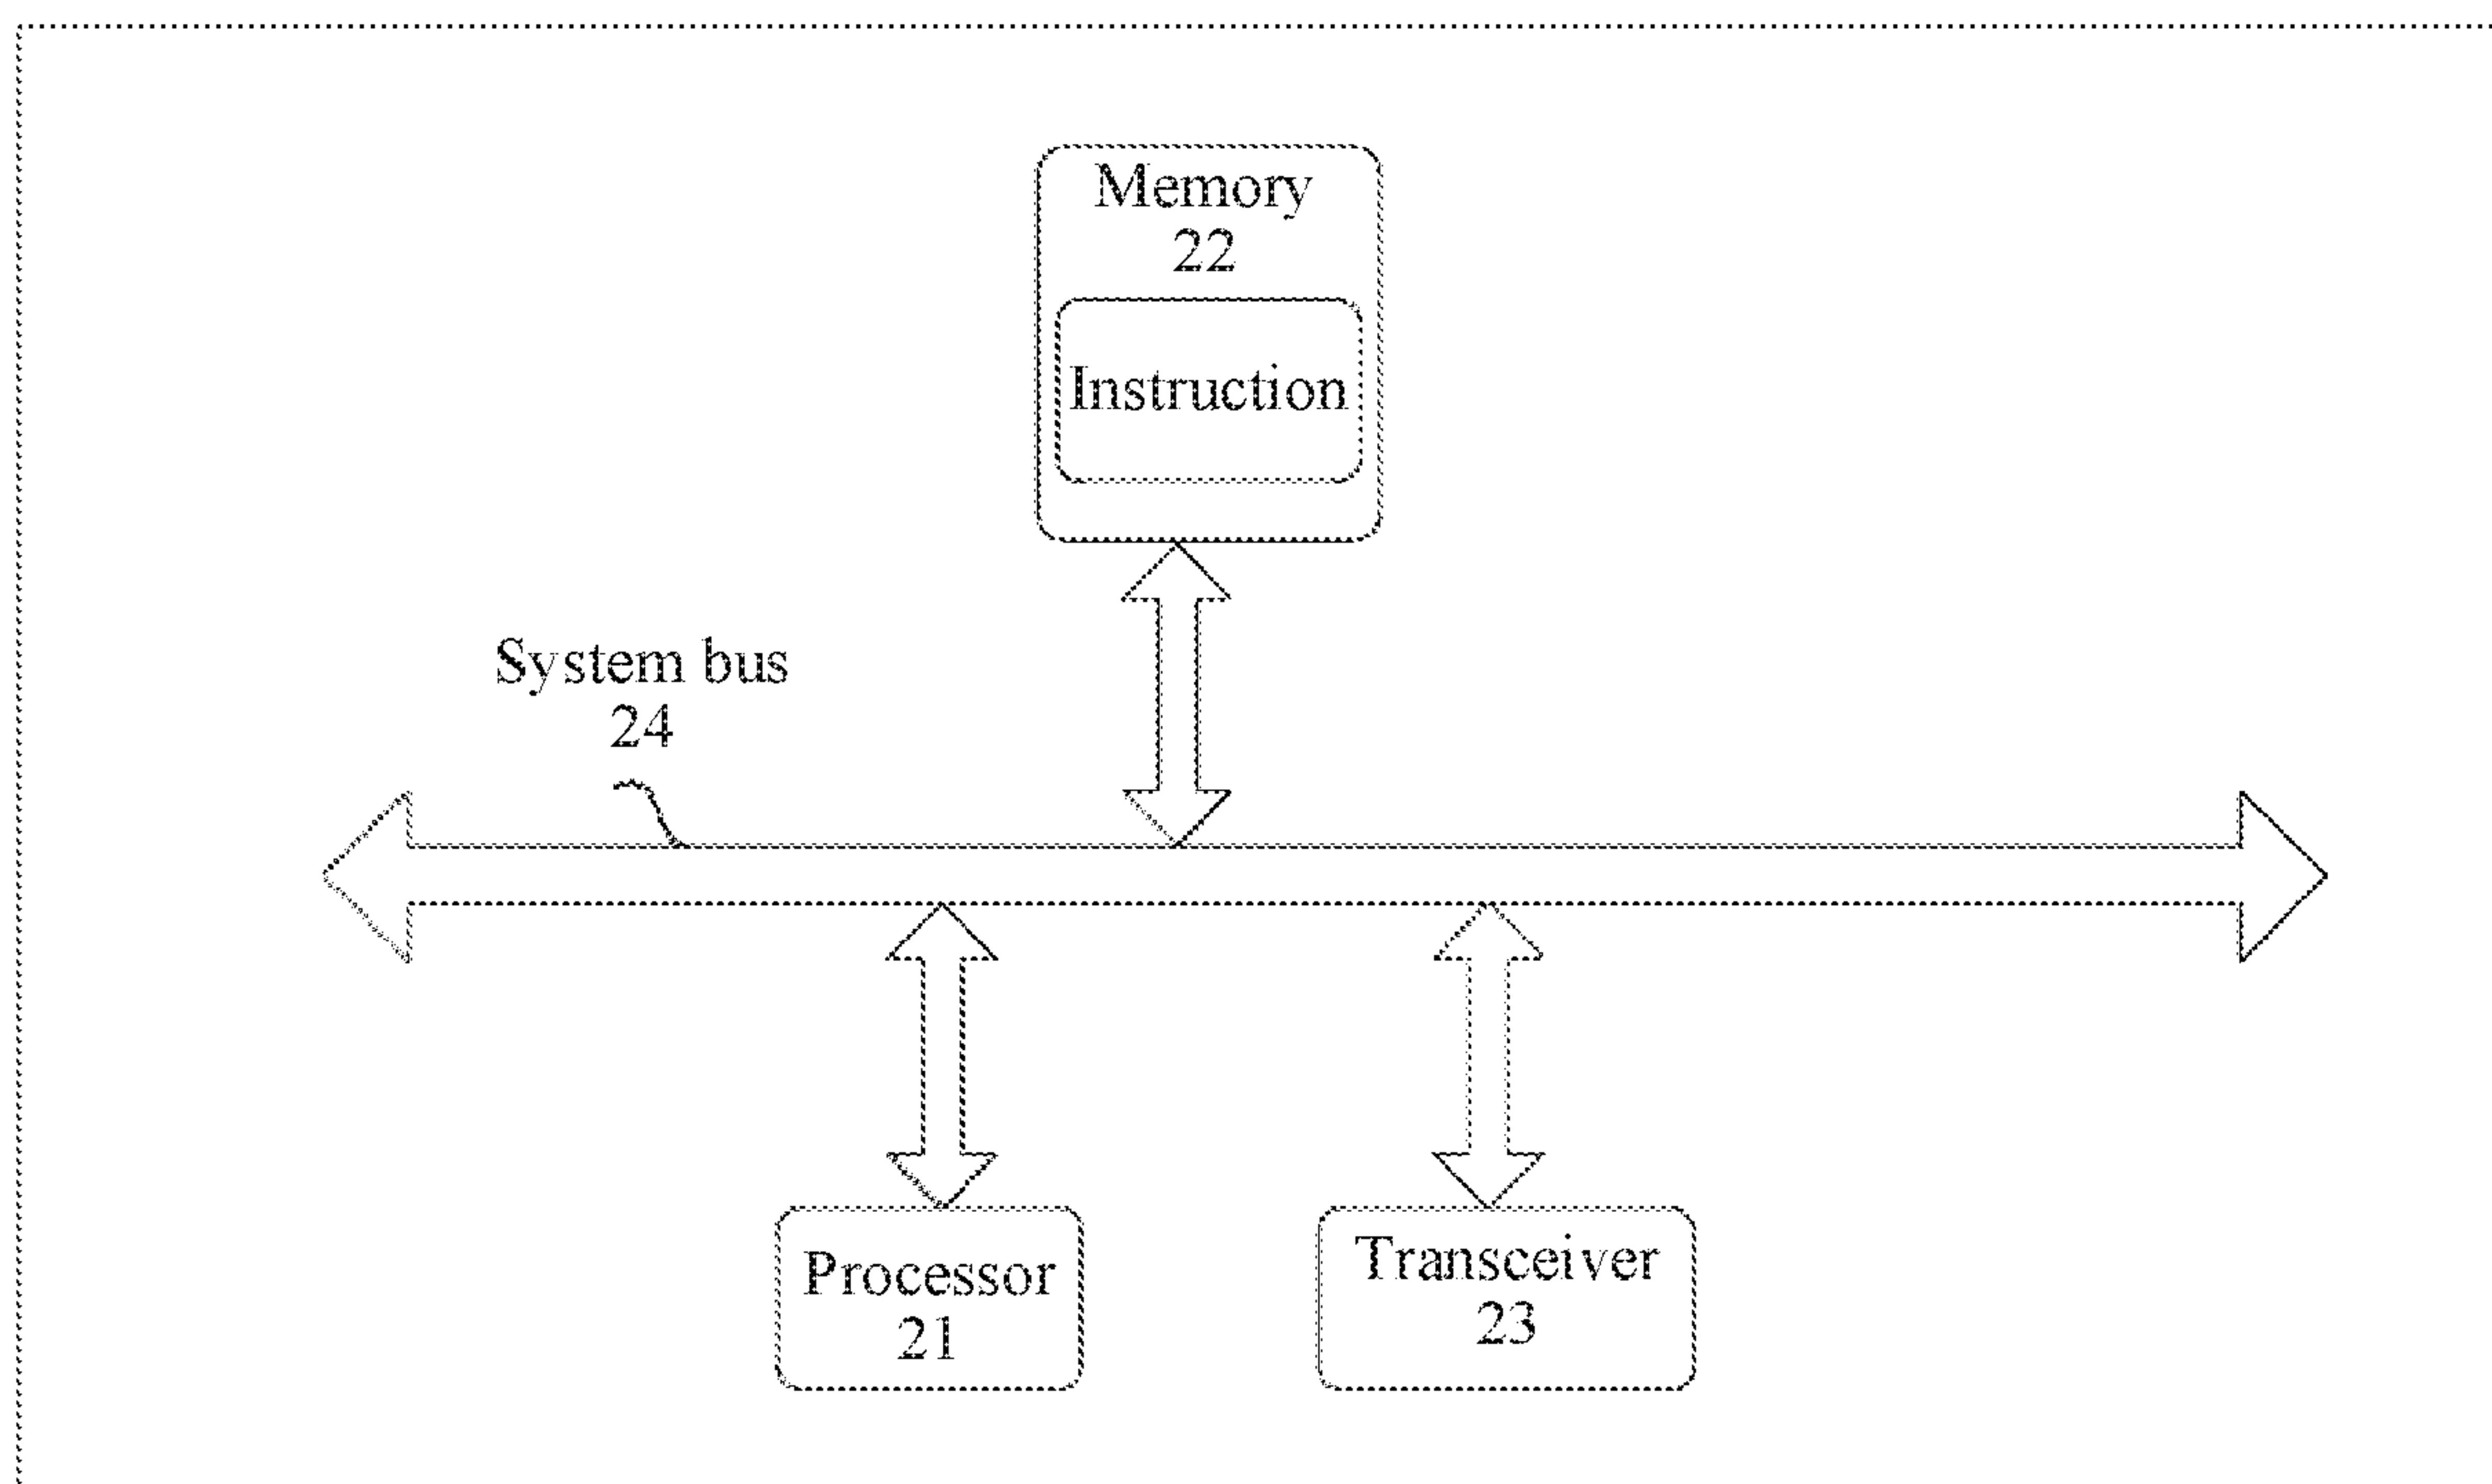 Memory
22
Instruction
System bus
24
Processor
21
Transceiver
23